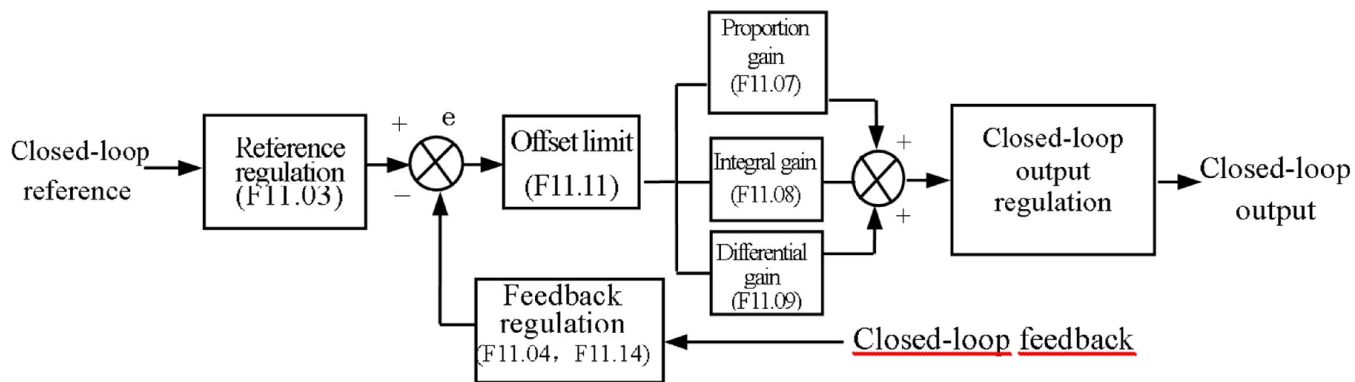 Closed-loop
reference
Reference
regulation
(F11.03)
+
−
e
Offset limit
(F11.11)
Proportion
gain
(F11.07)
Integral gain
(F11.08)
Differential
gain
(F11.09)
+
+
Closed-loop
output
regulation
Closed-loop
output
Feedback
regulation
(F11.04，F11.14)
Closed-loop feedback